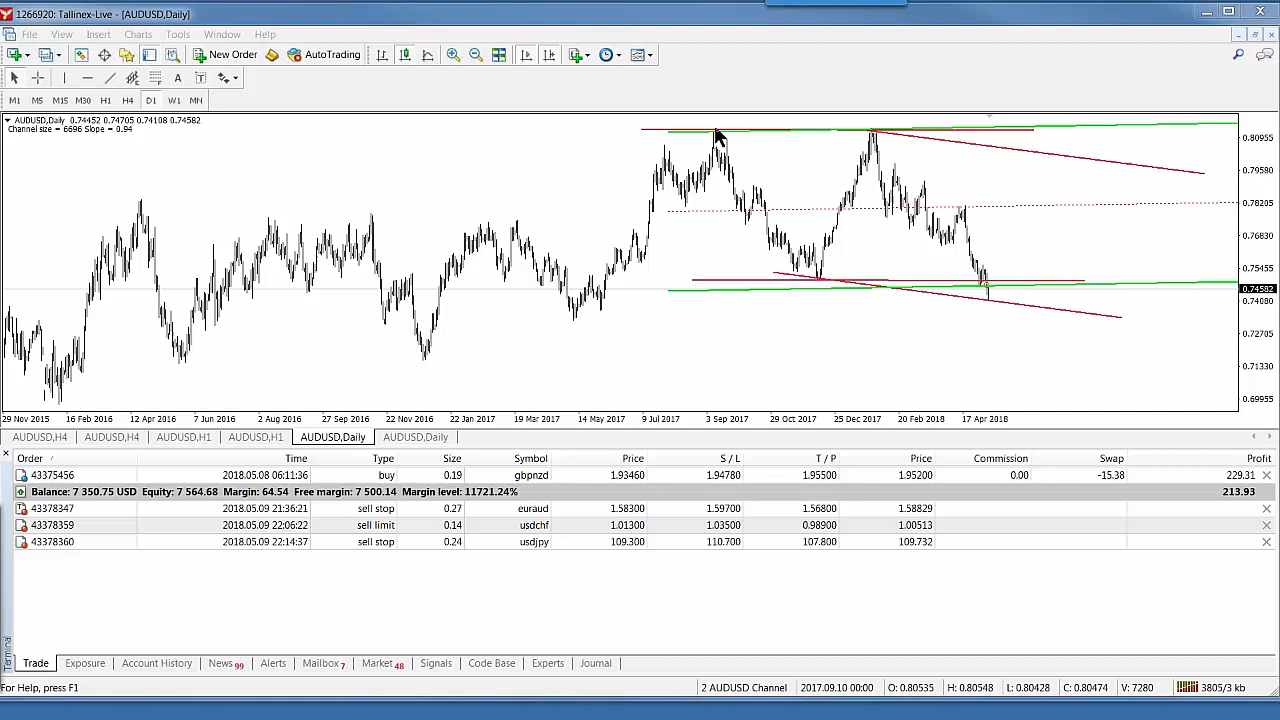 1266920: Tallinex-Live - [AUDUSD,Daily]
File View Insert Charts Tools Window Help
New Order AutoTrading
A T
M1 M5 M15 M30 H1 H4 D1 W1 MN
AUDUSD,Daily 0.74452 0.74705 0.74108 0.74582
Channel size = 6696 Slope = 0.94
0.80955
0.79580
0.78205
0.76830
0.75455
0.74582
0.74080
0.72705
0.71330
0.69955
29 Nov 2015 16 Feb 2016 12 Apr 2016 7 Jun 2016 2 Aug 2016 27 Sep 2016 22 Nov 2016 22 Jan 2017 19 Mar 2017 14 May 2017 9 Jul 2017 3 Sep 2017 29 Oct 2017 25 Dec 2017 20 Feb 2018 17 Apr 2018
AUDUSD,H4 AUDUSD,H4 AUDUSD,H1 AUDUSD,H1 AUDUSD,Daily AUDUSD,Daily
Order Time Type Size Symbol Price S / L T / P Price Commission Swap Profit
43375456 2018.05.08 06:11:36 buy 0.19 gbpnzd 1.93460 1.94780 1.95500 1.95200 0.00 -15.38 229.31
Balance: 7 350.75 USD Equity: 7 564.68 Margin: 64.54 Free margin: 7 500.14 Margin level: 11721.24% 213.93
43378347 2018.05.09 21:36:21 sell stop 0.27 euraud 1.58300 1.59700 1.56800 1.58829
43378359 2018.05.09 22:06:22 sell limit 0.14 usdchf 1.01300 1.03500 0.98900 1.00513
43378360 2018.05.09 22:14:37 sell stop 0.24 usdjpy 109.300 110.700 107.800 109.732
Terminal
Trade Exposure Account History News 99 Alerts Mailbox 7 Market 48 Signals Code Base Experts Journal
For Help, press F1 2 AUDUSD Channel 2017.09.10 00:00 O: 0.80535 H: 0.80548 L: 0.80428 C: 0.80474 V: 7280 3805/3 kb